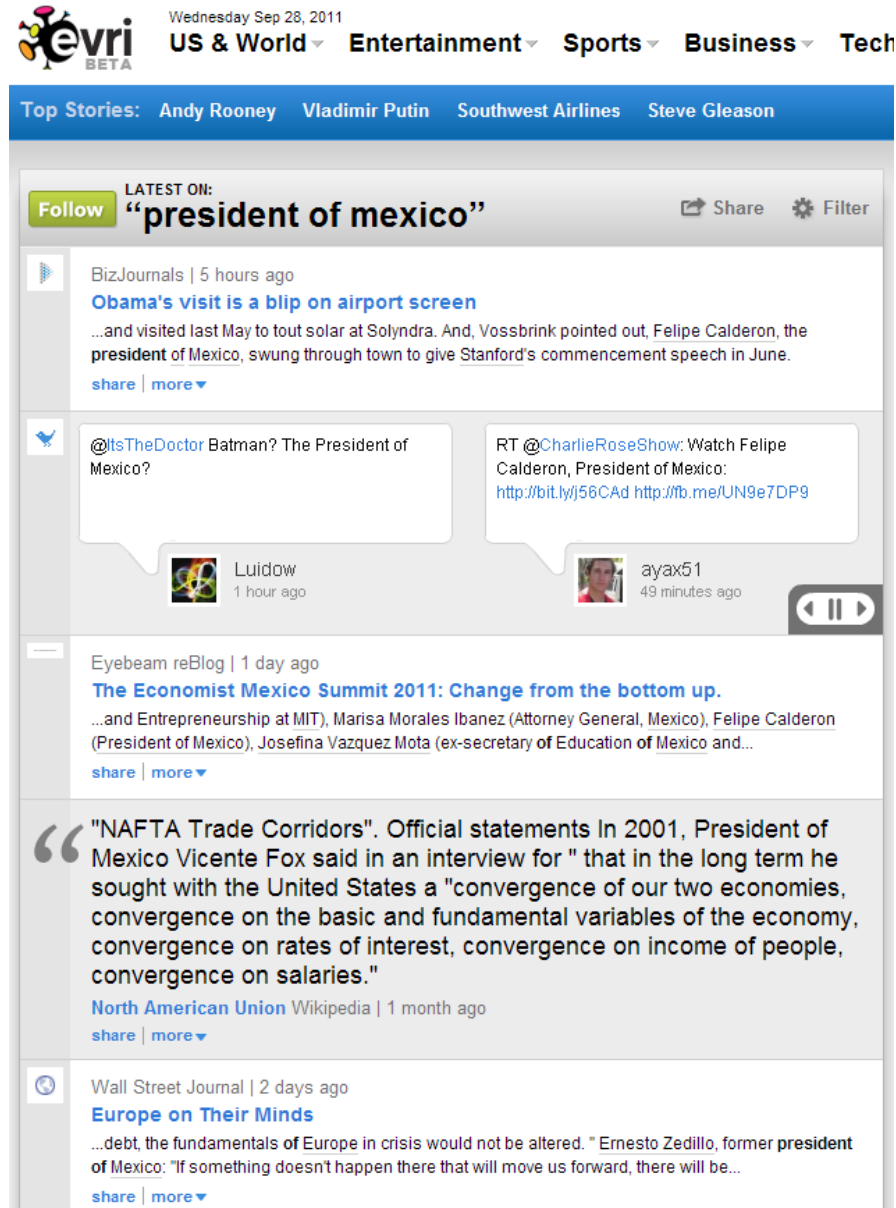 Wednesday Sep 28, 2011
evri
BETA
US & World Entertainment Sports Business Tech
Top Stories: Andy Rooney Vladimir Putin Southwest Airlines Steve Gleason
Follow
LATEST ON:
“president of mexico”
Share Filter
BizJournals | 5 hours ago
Obama's visit is a blip on airport screen
...and visited last May to tout solar at Solyndra. And, Vossbrink pointed out, Felipe Calderon, the
president of Mexico, swung through town to give Stanford's commencement speech in June.
share | more
@ItsTheDoctor Batman? The President of
Mexico?
Luidow
1 hour ago
RT @CharlieRoseShow: Watch Felipe
Calderon, President of Mexico:
http://bit.ly/j56CAd http://fb.me/UN9e7DP9
ayax51
49 minutes ago
Eyebeam reBlog | 1 day ago
The Economist Mexico Summit 2011: Change from the bottom up.
...and Entrepreneurship at MIT), Marisa Morales Ibanez (Attorney General, Mexico), Felipe Calderon
(President of Mexico), Josefina Vazquez Mota (ex-secretary of Education of Mexico and...
share | more
"NAFTA Trade Corridors". Official statements In 2001, President of
Mexico Vicente Fox said in an interview for " that in the long term he
sought with the United States a "convergence of our two economies,
convergence on the basic and fundamental variables of the economy,
convergence on rates of interest, convergence on income of people,
convergence on salaries."
North American Union Wikipedia | 1 month ago
share | more
Wall Street Journal | 2 days ago
Europe on Their Minds
...debt, the fundamentals of Europe in crisis would not be altered. " Ernesto Zedillo, former president
of Mexico: "If something doesn't happen there that will move us forward, there will be...
share | more